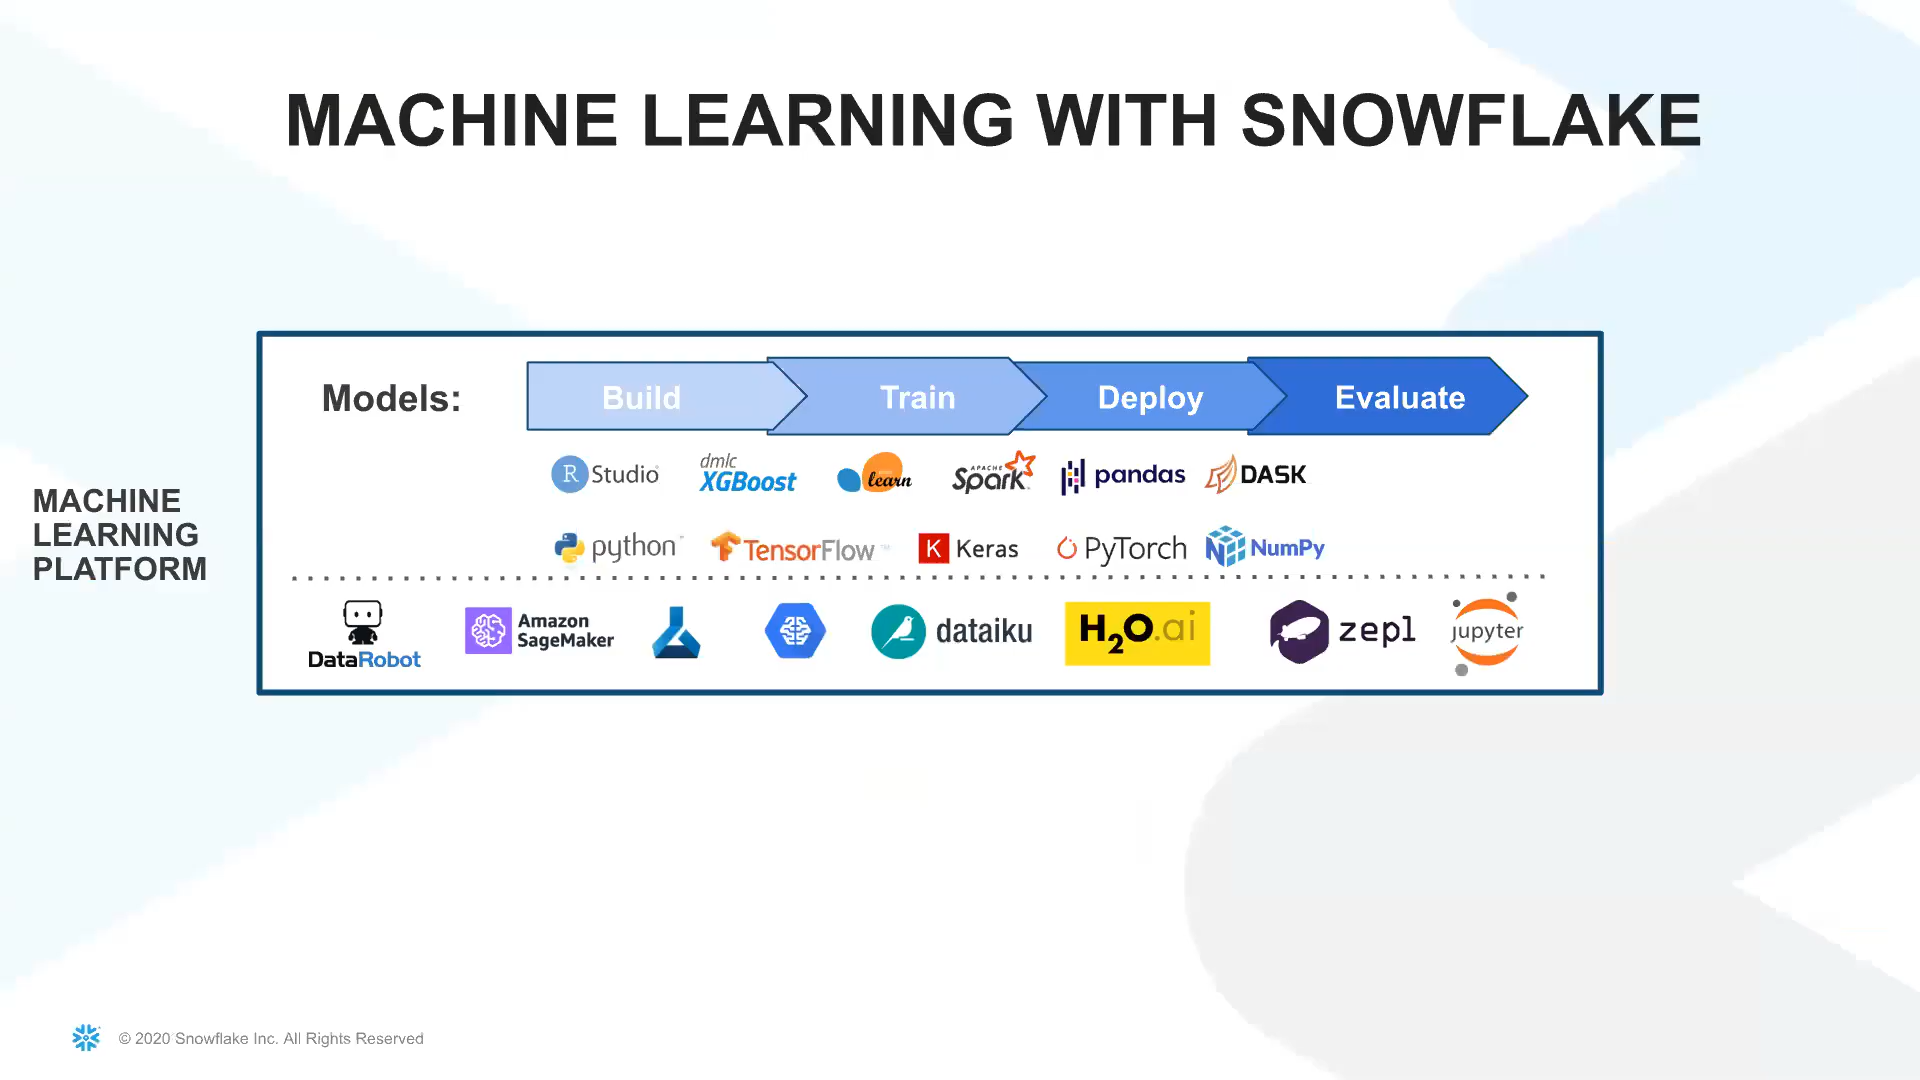 MACHINE LEARNING WITH SNOWFLAKE
Models:
Build
Train
Deploy
Evaluate
R Studio
dmlc
XGBoost
learn
APACHE
Spark
pandas
DASK
MACHINE
LEARNING
PLATFORM
python
TensorFlow TM
K Keras
PyTorch
NumPy
DataRobot
Amazon
SageMaker
dataiku
H2O.ai
zepl
jupyter
© 2020 Snowflake Inc. All Rights Reserved